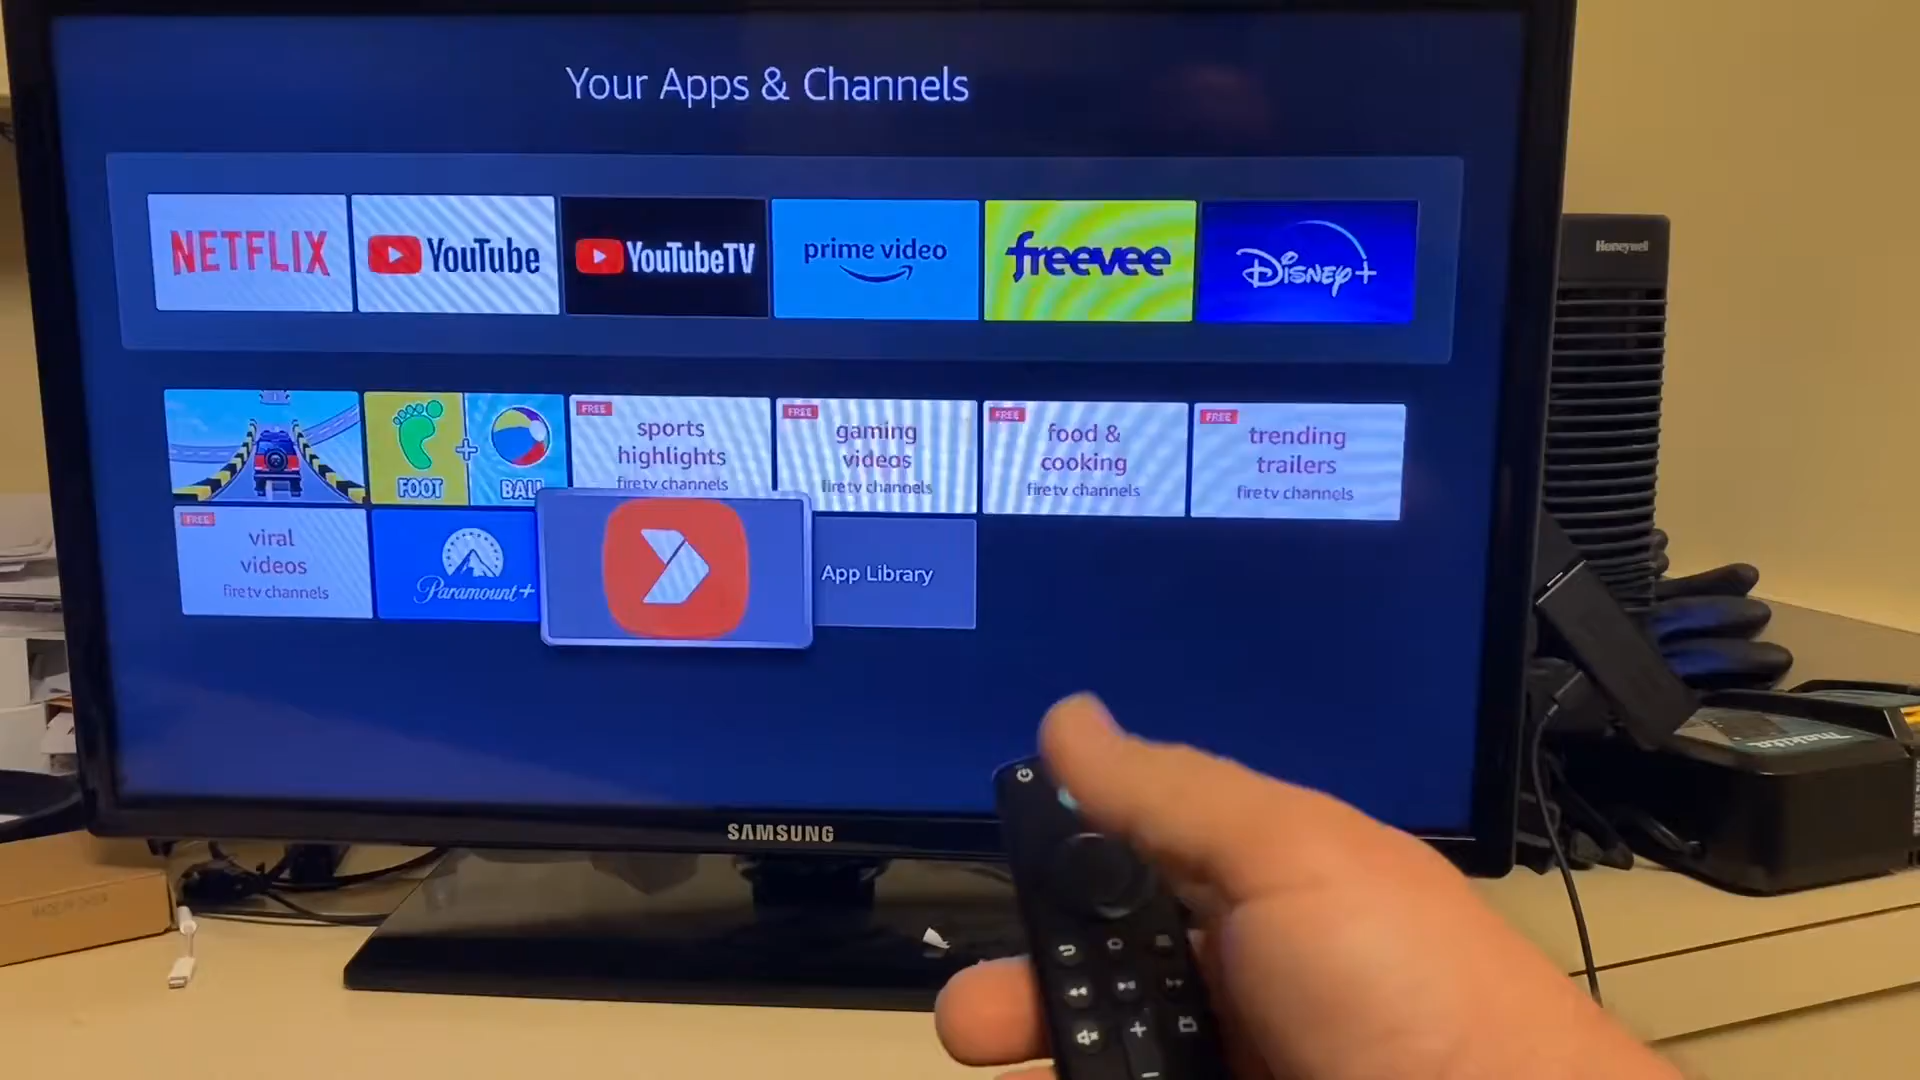 Your Apps & Channels
NETFLIX
YouTube
YouTubeTV
prime video
freevee
Disney+
FOOT
+
BALL
FREE
sports
highlights
firetv channels
FREE
gaming
videos
firetv channels
FREE
food &
cooking
firetv channels
FREE
trending
trailers
firetv channels
FREE
viral
videos
firetv channels
Paramount+
App Library
SAMSUNG
Honeywell
makita